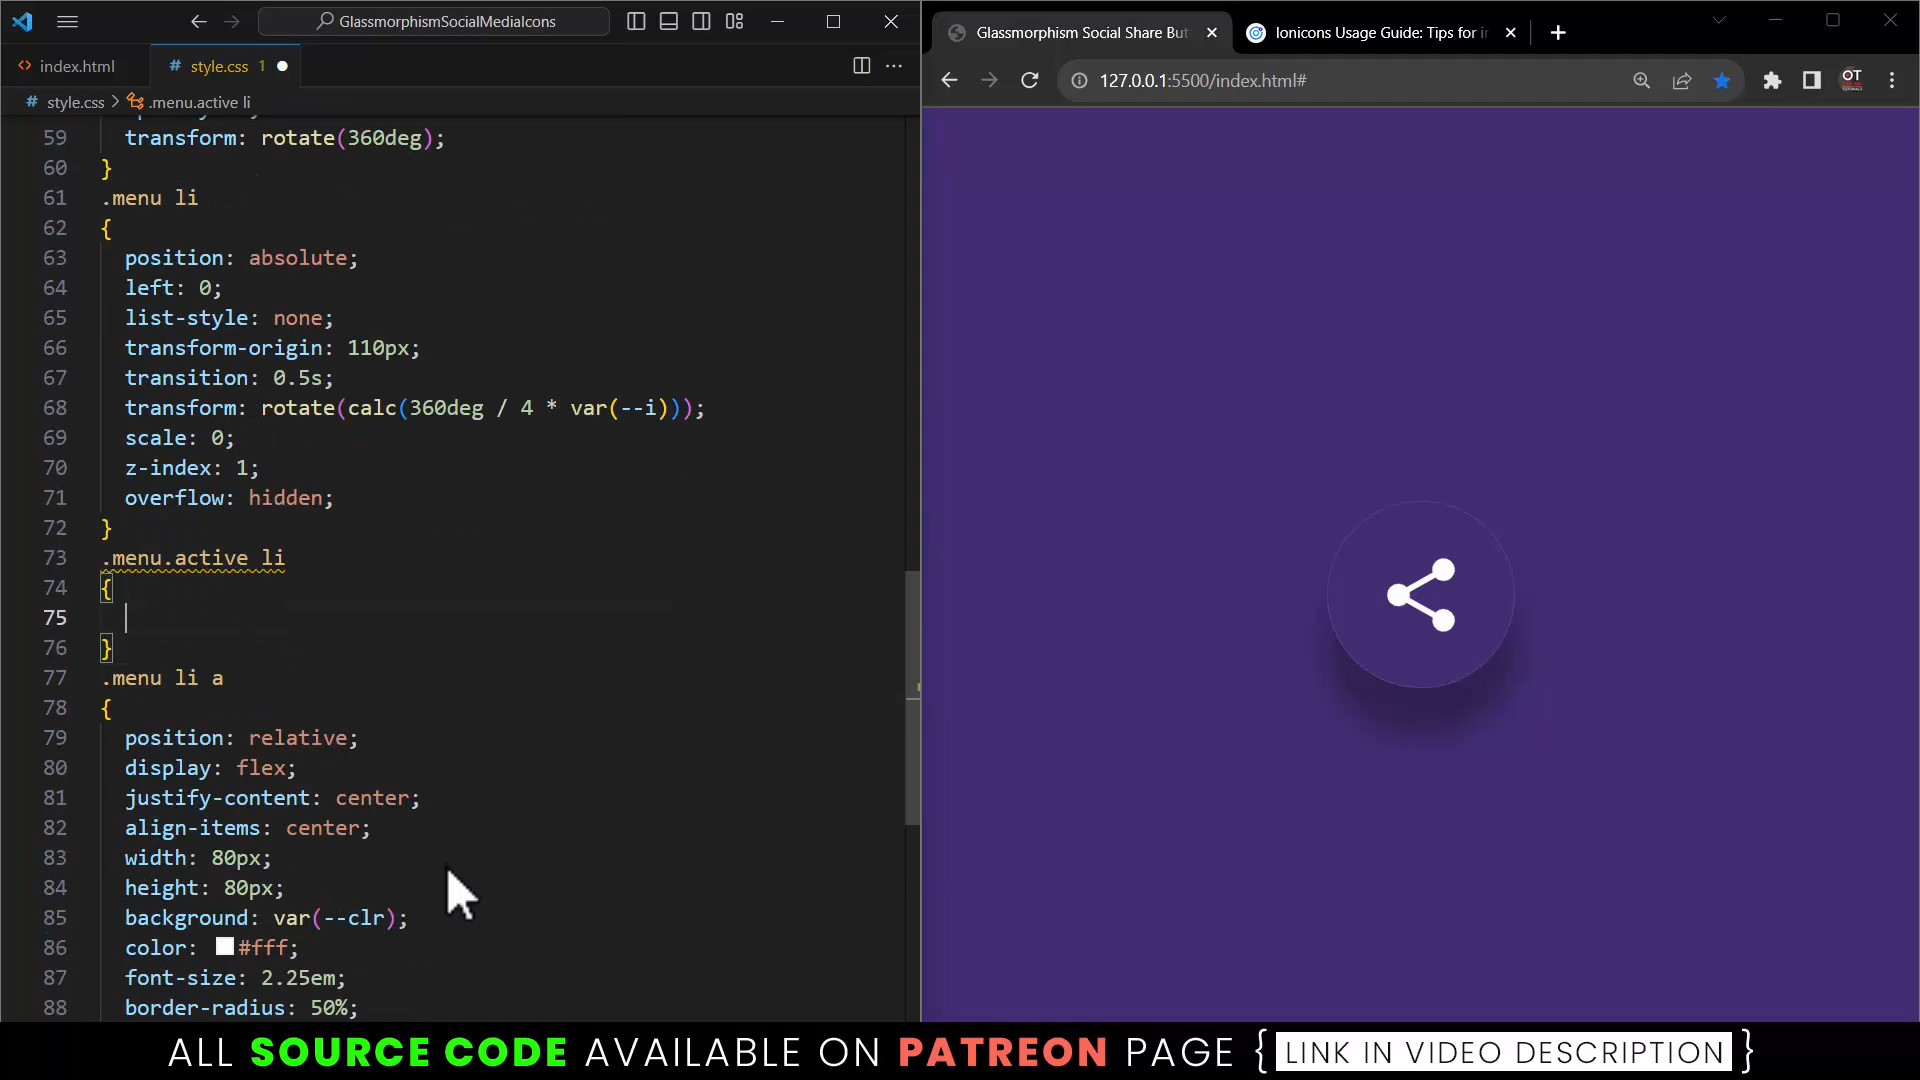 GlassmorphismSocialMediaIcons
index.html
# style.css 1
# style.css > .menu.active li
59 transform: rotate(360deg);
60 }
61 .menu li
62 {
63 position: absolute;
64 left: 0;
65 list-style: none;
66 transform-origin: 110px;
67 transition: 0.5s;
68 transform: rotate(calc(360deg / 4 * var(--i)));
69 scale: 0;
70 z-index: 1;
71 overflow: hidden;
72 }
73 .menu.active li
74 {
75
76 }
77 .menu li a
78 {
79 position: relative;
80 display: flex;
81 justify-content: center;
82 align-items: center;
83 width: 80px;
84 height: 80px;
85 background: var(--clr);
86 color: #fff;
87 font-size: 2.25em;
88 border-radius: 50%;
Glassmorphism Social Share But
Ionicons Usage Guide: Tips for i
127.0.0.1:5500/index.html#
OT
ALL SOURCE CODE AVAILABLE ON PATREON PAGE { LINK IN VIDEO DESCRIPTION }